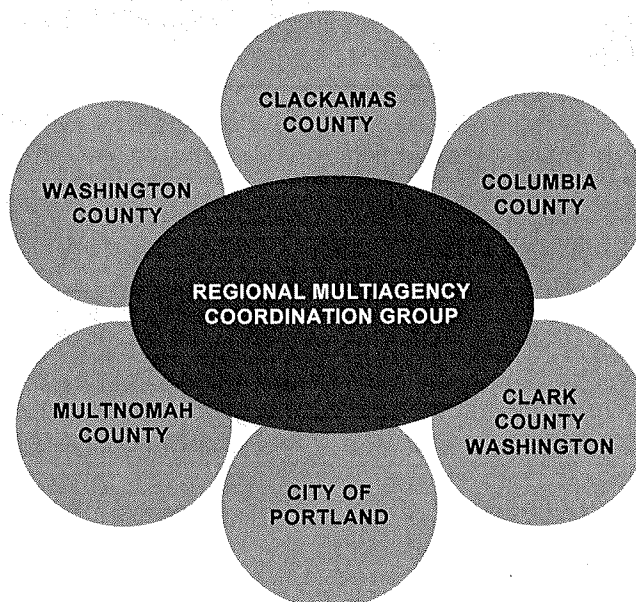 CLACKAMAS
COUNTY
WASHINGTON
COUNTY
COLUMBIA
COUNTY
REGIONAL MULTIAGENCY
COORDINATION GROUP
MULTNOMAH
COUNTY
CLARK
COUNTY
WASHINGTON
CITY OF
PORTLAND